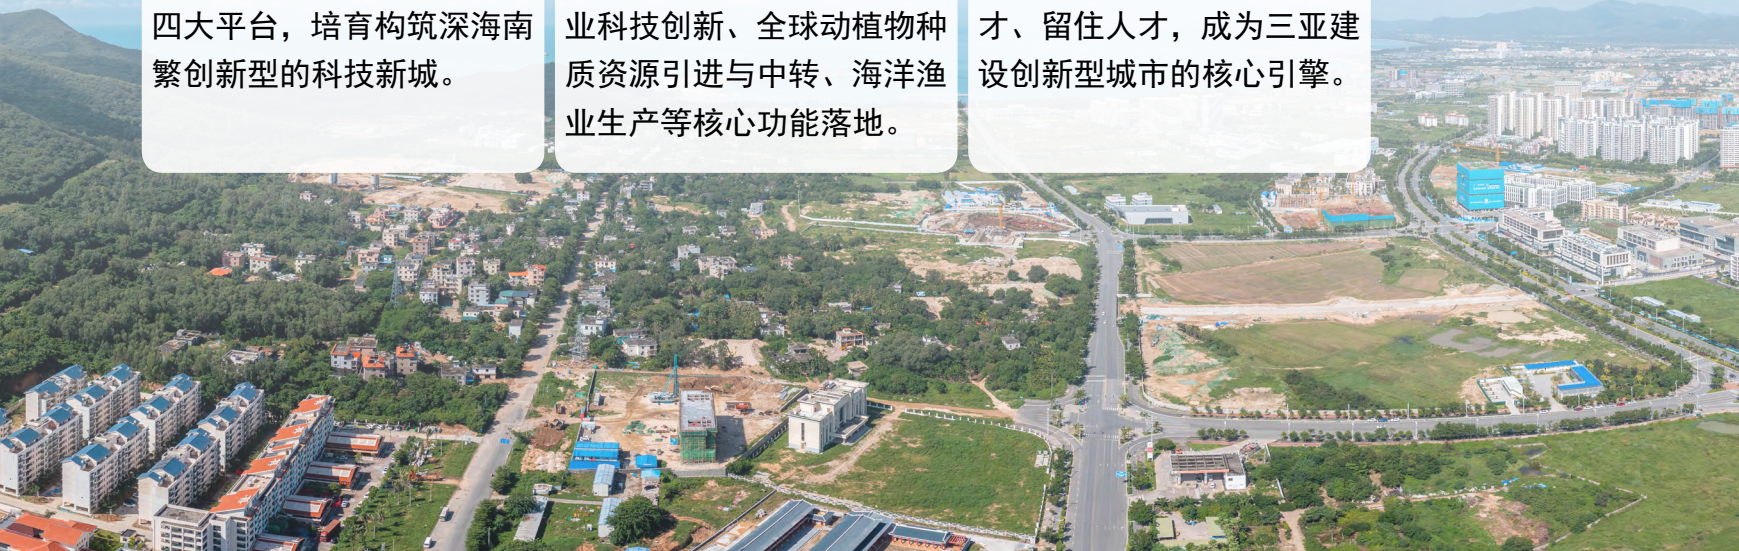 四大平台，培育构筑深海南
繁创新型的科技新城。
业科技创新、全球动植物种
质资源引进与中转、海洋渔
业生产等核心功能落地。
才、留住人才，成为三亚建
设创新型城市的核心引擎。